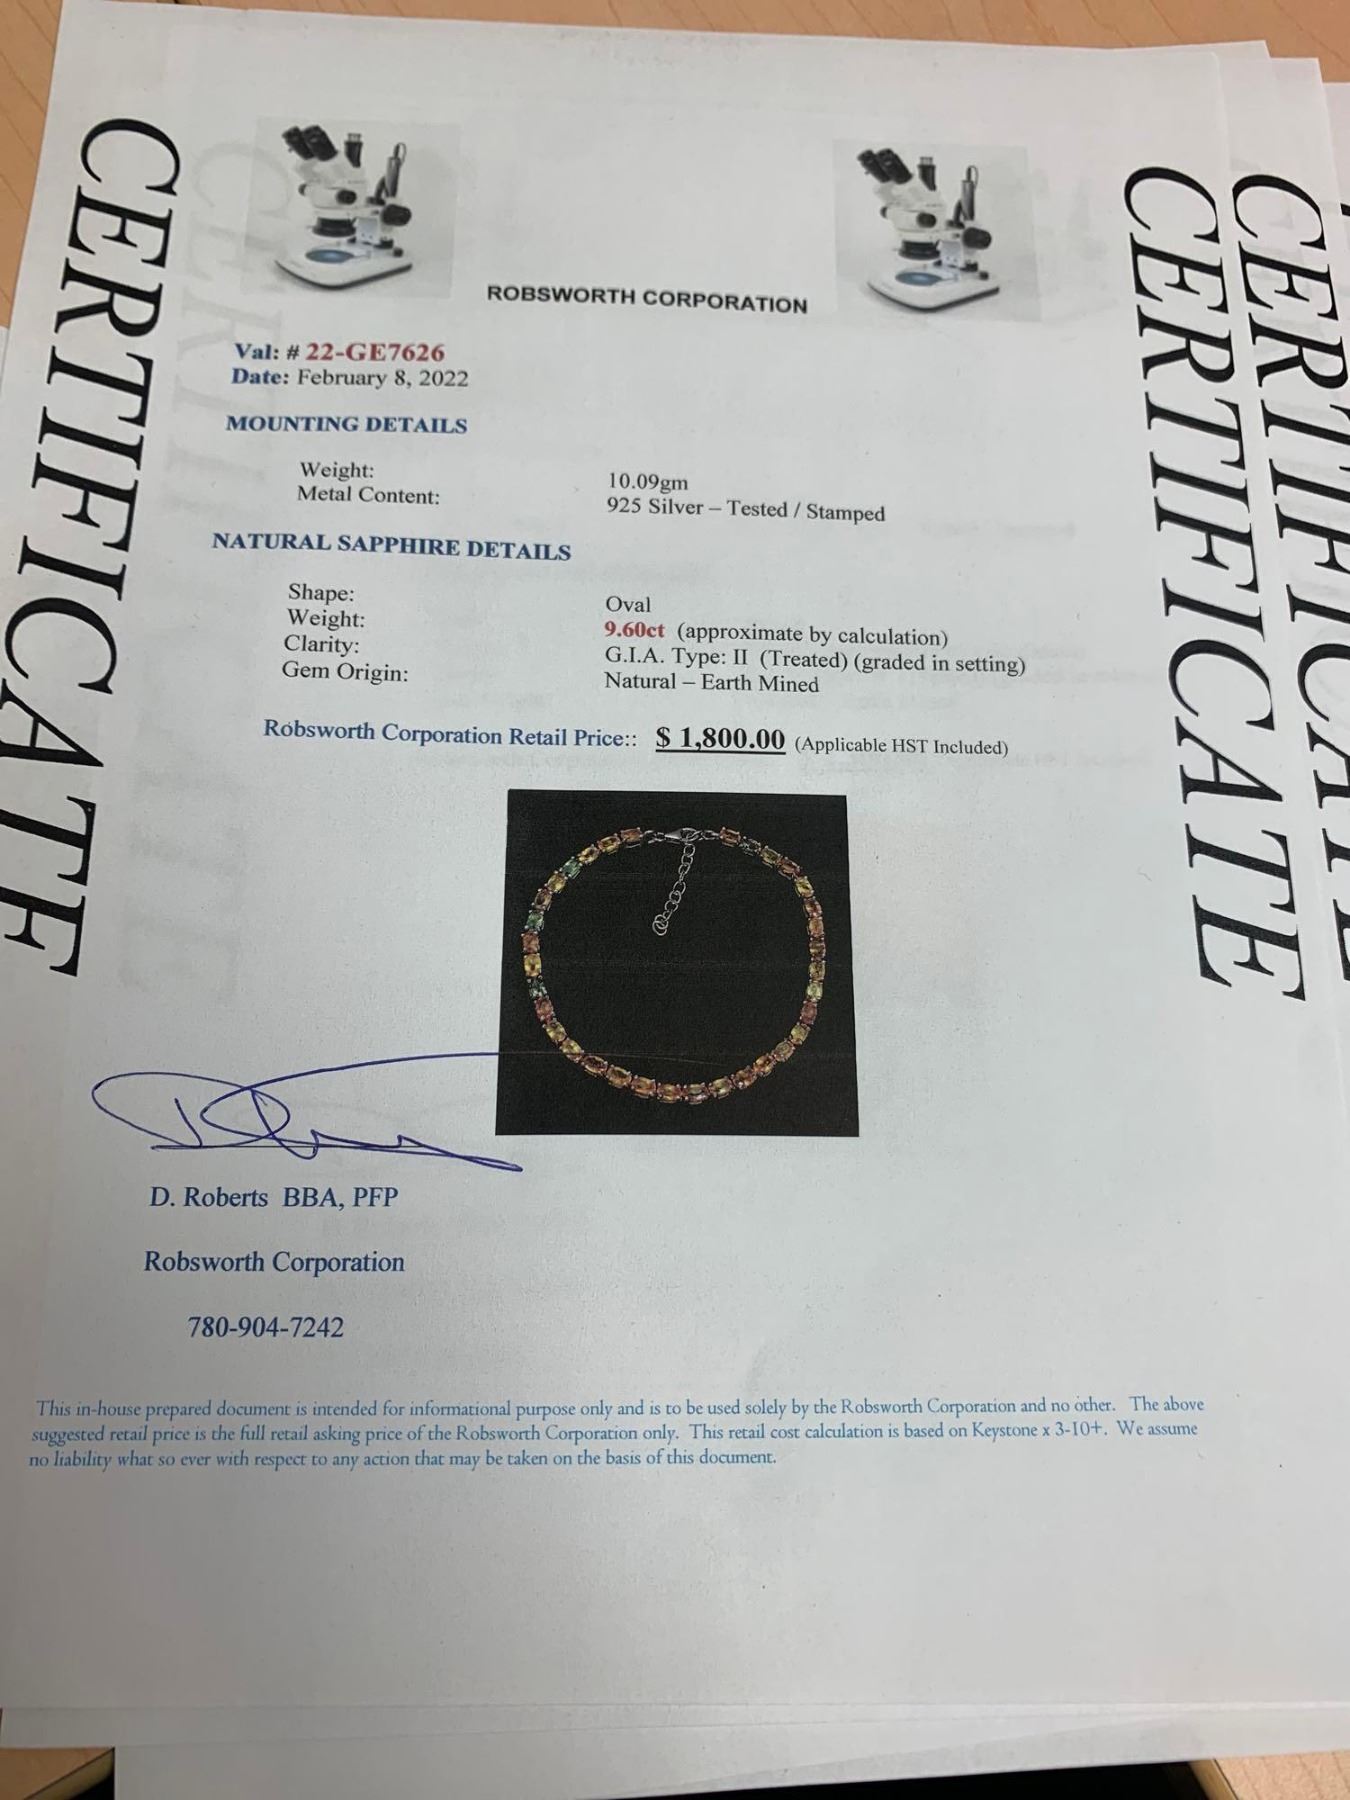 CERTIFICATE
CERTIFICATE
CERTIFICATE
ROBSWORTH CORPORATION
Val: # 22-GE7626
Date: February 8, 2022
MOUNTING DETAILS
Weight: 10.09gm
Metal Content: 925 Silver – Tested / Stamped
NATURAL SAPPHIRE DETAILS
Shape: Oval
Weight: 9.60ct (approximate by calculation)
Clarity: G.I.A. Type: II (Treated) (graded in setting)
Gem Origin: Natural – Earth Mined
Robsworth Corporation Retail Price:: $ 1,800.00 (Applicable HST Included)
D. Roberts BBA, PFP
Robsworth Corporation
780-904-7242
This in-house prepared document is intended for informational purpose only and is to be used solely by the Robsworth Corporation and no other. The above
suggested retail price is the full retail asking price of the Robsworth Corporation only. This retail cost calculation is based on Keystone x 3-10+. We assume
no liability what so ever with respect to any action that may be taken on the basis of this document.